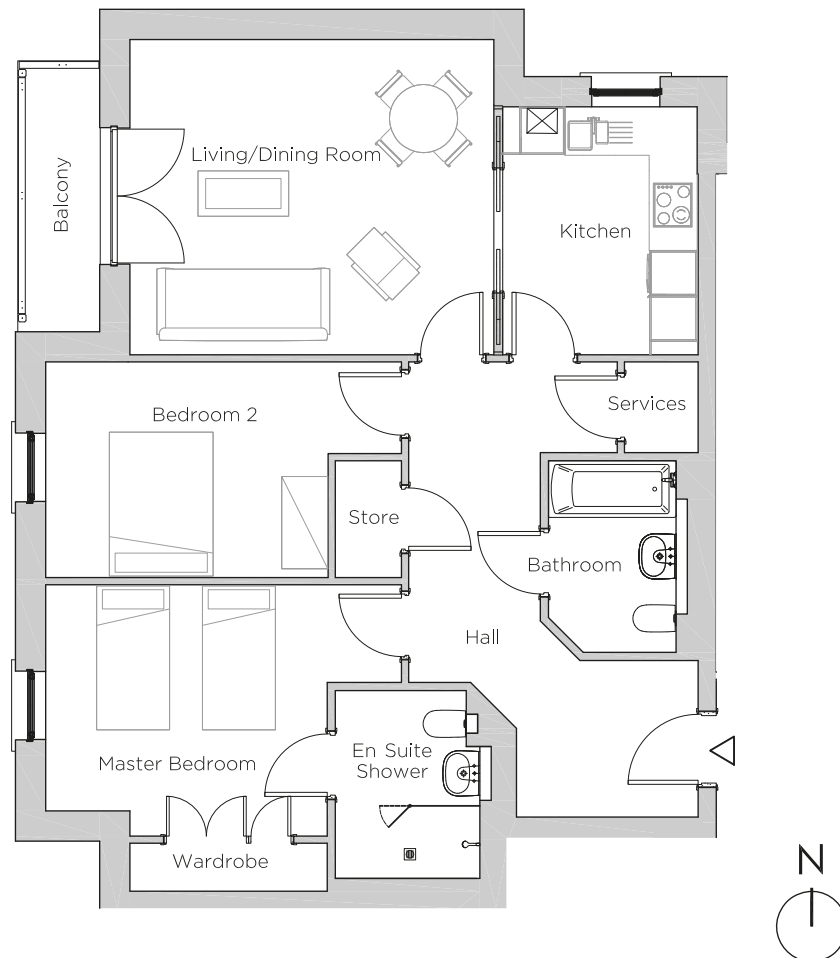 Living/Dining Room
Balcony
Kitchen
Bedroom 2
Services
Store
Bathroom
Hall
Master Bedroom
En Suite
Shower
Wardrobe
N